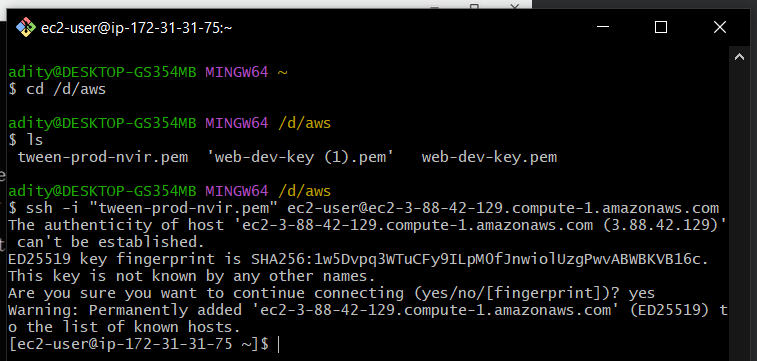 ec2-user@ip-172-31-31-75:~
adity@DESKTOP-GS354MB MINGW64 ~
$ cd /d/aws
adity@DESKTOP-GS354MB MINGW64 /d/aws
$ ls
tween-prod-nvir.pem  'web-dev-key (1).pem'   web-dev-key.pem
adity@DESKTOP-GS354MB MINGW64 /d/aws
$ ssh -i "tween-prod-nvir.pem" ec2-user@ec2-3-88-42-129.compute-1.amazonaws.com
The authenticity of host 'ec2-3-88-42-129.compute-1.amazonaws.com (3.88.42.129)'
can't be established.
ED25519 key fingerprint is SHA256:1w5Dvpq3WTuCFy9ILpMOfJnwiolUzgPwvABWBKVB16c.
This key is not known by any other names.
Are you sure you want to continue connecting (yes/no/[fingerprint])? yes
Warning: Permanently added 'ec2-3-88-42-129.compute-1.amazonaws.com' (ED25519) t
o the list of known hosts.
[ec2-user@ip-172-31-31-75 ~]$